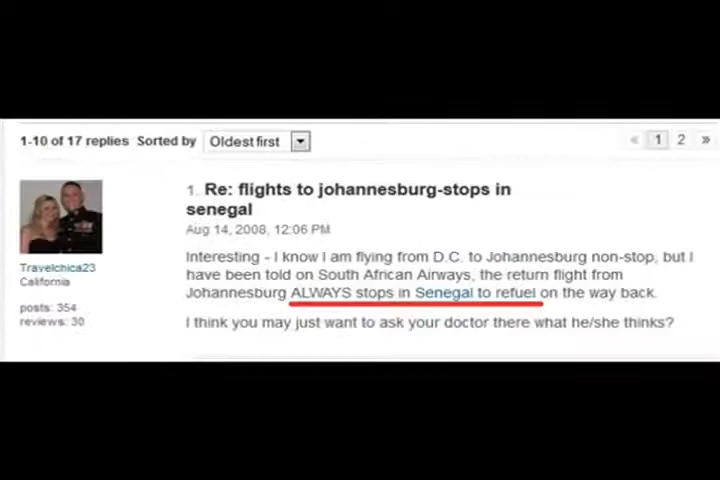 1-10 of 17 replies Sorted by Oldest first « 1 2 »
1. Re: flights to johannesburg-stops in
senegal
Aug 14, 2008, 12:06 PM
Travelchica23
California
posts: 354
reviews: 30
Interesting - I know I am flying from D.C. to Johannesburg non-stop, but I
have been told on South African Airways, the return flight from
Johannesburg ALWAYS stops in Senegal to refuel on the way back.
I think you may just want to ask your doctor there what he/she thinks?